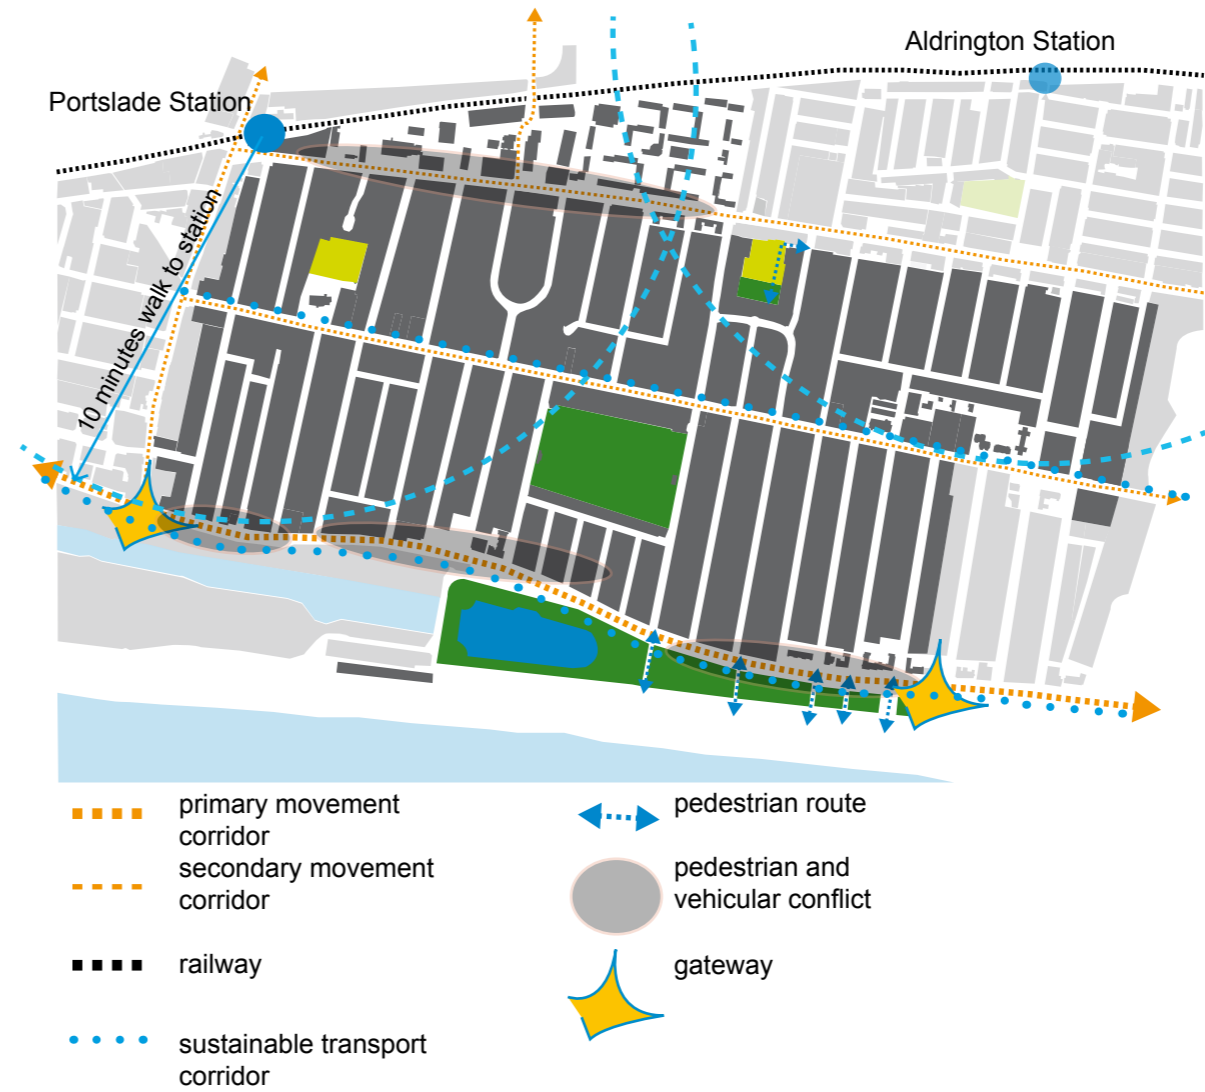 Aldrington Station
Portslade Station
10 minutes walk to station
primary movement
corridor
secondary movement
corridor
railway
sustainable transport
corridor
pedestrian route
pedestrian and
vehicular conflict
gateway